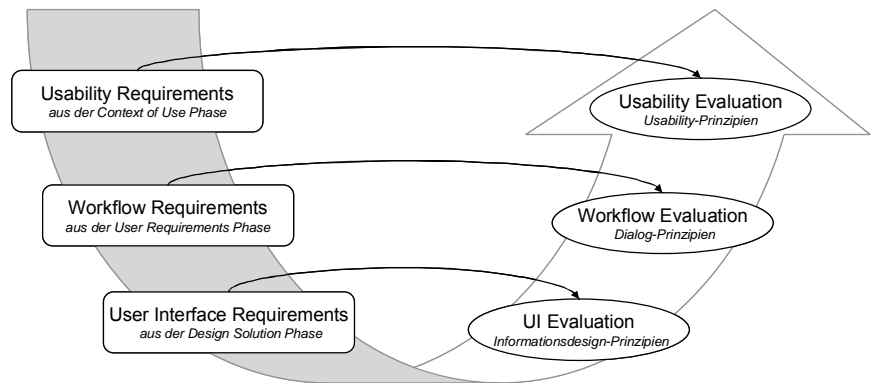 Usability Requirements
aus der Context of Use Phase
Usability Evaluation
Usability-Prinzipien
Workflow Requirements
aus der User Requirements Phase
Workflow Evaluation
Dialog-Prinzipien
User Interface Requirements
aus der Design Solution Phase
UI Evaluation
Informationsdesign-Prinzipien